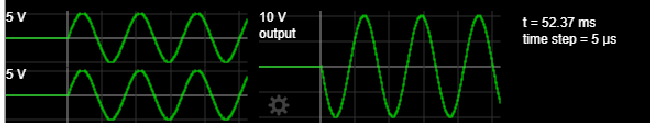 5 V
5 V
10 V
output
t = 52.37 ms
time step = 5 µs